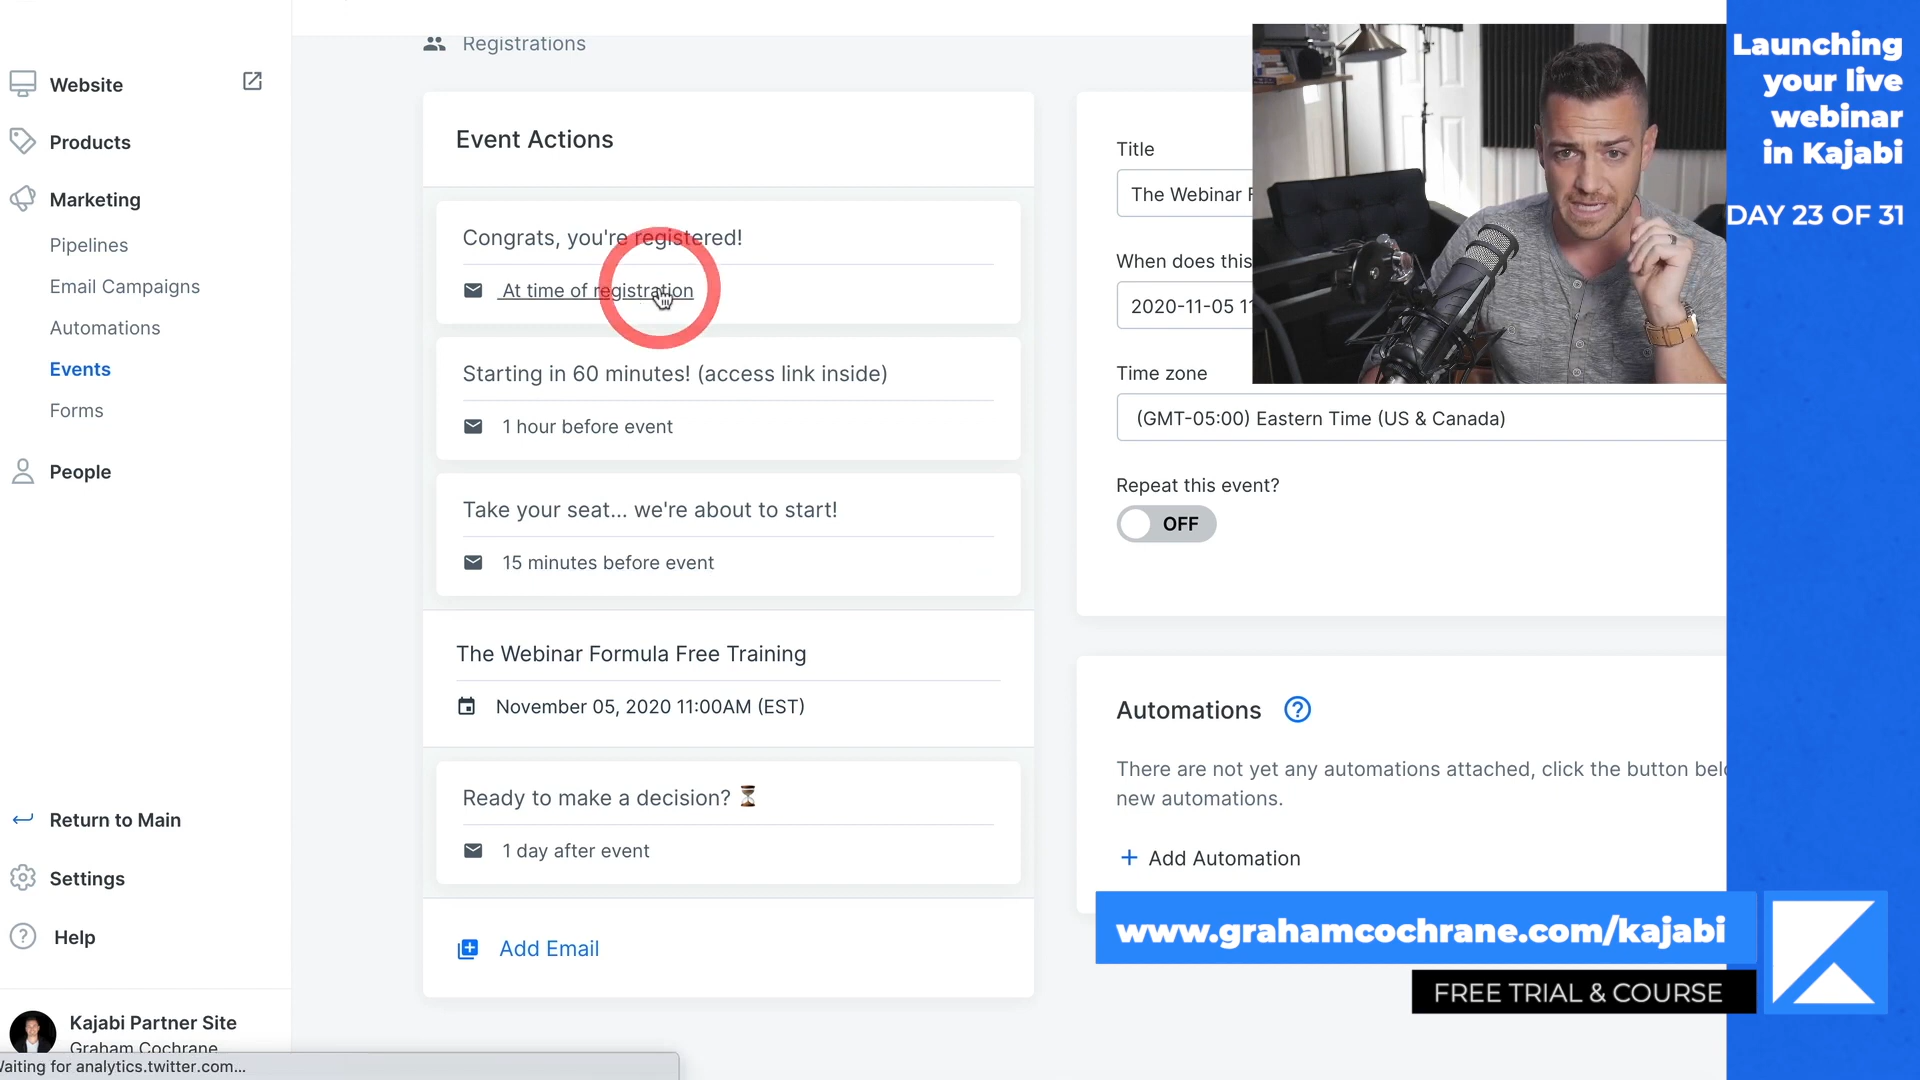 Registrations
Website
Products
Marketing
Pipelines
Email Campaigns
Automations
Events
Forms
People
Return to Main
Settings
Help
Kajabi Partner Site
Graham Cochrane
Waiting for analytics.twitter.com...
Event Actions
Congrats, you're registered!
At time of registration
Starting in 60 minutes! (access link inside)
1 hour before event
Take your seat... we're about to start!
15 minutes before event
The Webinar Formula Free Training
November 05, 2020 11:00AM (EST)
Ready to make a decision? ⏳
1 day after event
Add Email
Title
The Webinar
When does this
2020-11-05
Time zone
(GMT-05:00) Eastern Time (US & Canada)
Repeat this event?
OFF
Automations
There are not yet any automations attached, click the button
new automations.
+ Add Automation
Launching
your live
webinar
in Kajabi
DAY 23 OF 31
www.grahamcochrane.com/kajabi
FREE TRIAL & COURSE